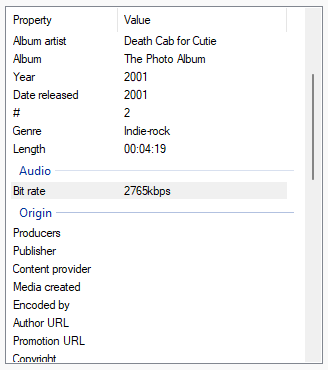 Property Value
Album artist Death Cab for Cutie
Album The Photo Album
Year 2001
Date released 2001
# 2
Genre Indie-rock
Length 00:04:19
Audio
Bit rate 2765kbps
Origin
Producers
Publisher
Content provider
Media created
Encoded by
Author URL
Promotion URL
Copyright